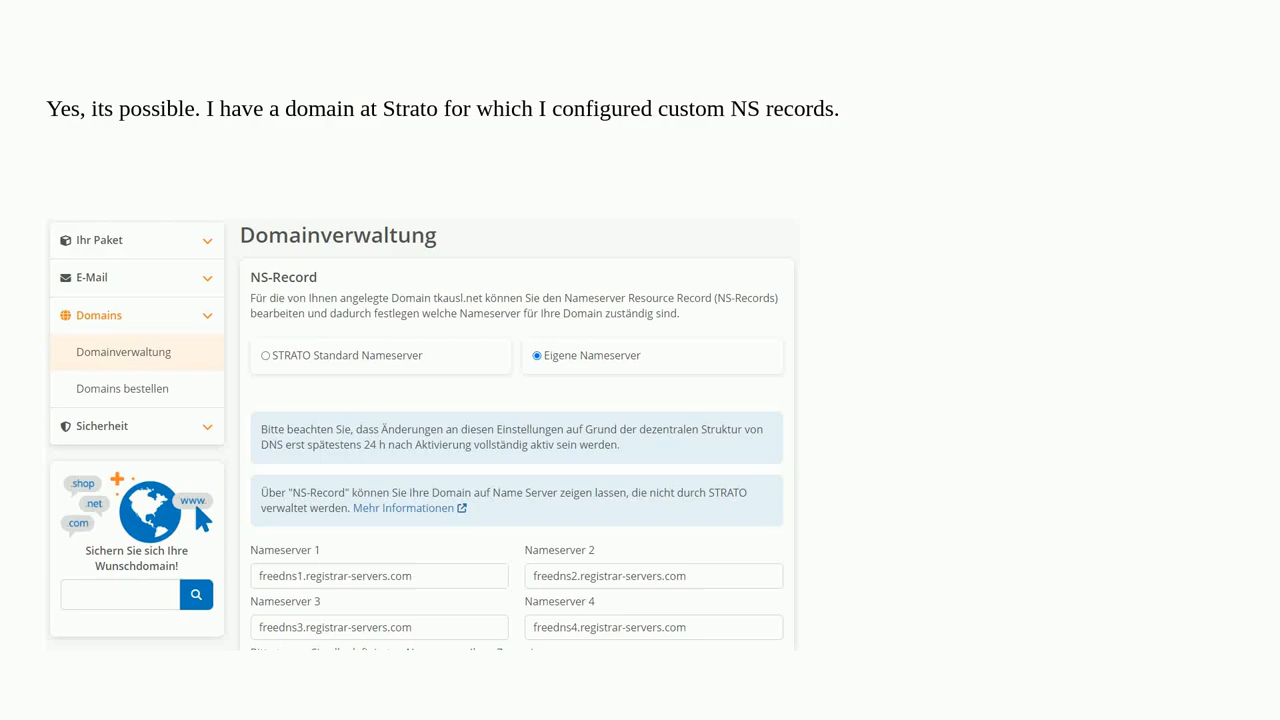 Yes, its possible. I have a domain at Strato for which I configured custom NS records.
Ihr Paket
E-Mail
Domains
Domainverwaltung
Domains bestellen
Sicherheit
.shop
.net
.com
www.
Sichern Sie sich Ihre
Wunschdomain!
Domainverwaltung
NS-Record
Für die von Ihnen angelegte Domain tkausl.net können Sie den Nameserver Resource Record (NS-Records)
bearbeiten und dadurch festlegen welche Nameserver für Ihre Domain zuständig sind.
STRATO Standard Nameserver
Eigene Nameserver
Bitte beachten Sie, dass Änderungen an diesen Einstellungen auf Grund der dezentralen Struktur von
DNS erst spätestens 24 h nach Aktivierung vollständig aktiv sein werden.
Über "NS-Record" können Sie Ihre Domain auf Name Server zeigen lassen, die nicht durch STRATO
verwaltet werden. Mehr Informationen
Nameserver 1
Nameserver 2
freedns1.registrar-servers.com
freedns2.registrar-servers.com
Nameserver 3
Nameserver 4
freedns3.registrar-servers.com
freedns4.registrar-servers.com